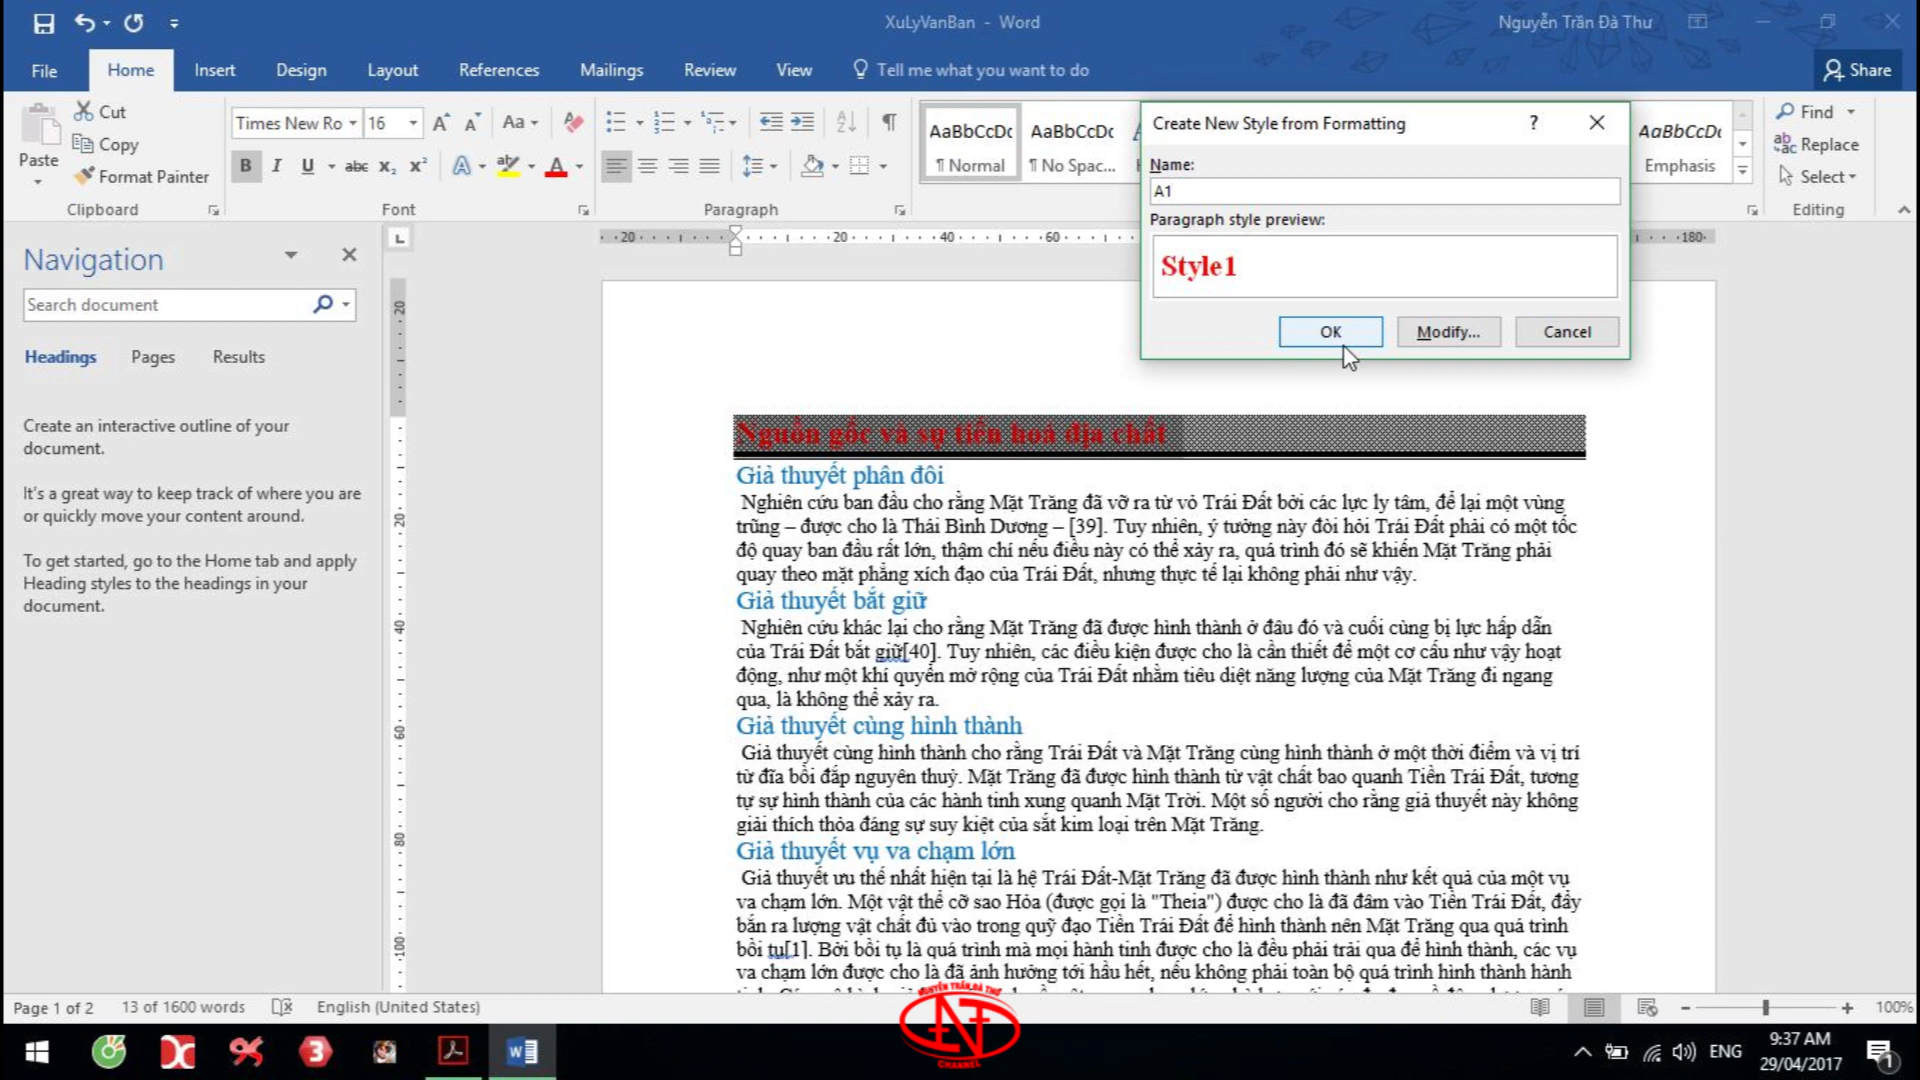 XuLyVanBan - Word
Nguyễn Trần Đà Thư
File Home Insert Design Layout References Mailings Review View Tell me what you want to do Share
Paste
Cut
Copy
Format Painter
Clipboard
Times New Ro 16
Font
Paragraph
AaBbCcDc AaBbCcDc
¶ Normal ¶ No Spac...
AaBbCcDc
Emphasis
Find
Replace
Select
Editing
Create New Style from Formatting
Name:
A1
Paragraph style preview:
Style1
OK Modify... Cancel
Navigation
Search document
Headings Pages Results
Create an interactive outline of your
document.
It's a great way to keep track of where you are
or quickly move your content around.
To get started, go to the Home tab and apply
Heading styles to the headings in your
document.
Nguồn gốc và sự tiến hoá địa chất
Giả thuyết phân đôi
Nghiên cứu ban đầu cho rằng Mặt Trăng đã vỡ ra từ vỏ Trái Đất bởi các lực ly tâm, để lại một vùng
trũng – được cho là Thái Bình Dương – [39]. Tuy nhiên, ý tưởng này đòi hỏi Trái Đất phải có một tốc
độ quay ban đầu rất lớn, thậm chí nếu điều này có thể xảy ra, quá trình đó sẽ khiến Mặt Trăng phải
quay theo mặt phẳng xích đạo của Trái Đất, nhưng thực tế lại không phải như vậy.
Giả thuyết bắt giữ
Nghiên cứu khác lại cho rằng Mặt Trăng đã được hình thành ở đâu đó và cuối cùng bị lực hấp dẫn
của Trái Đất bắt giữ[40]. Tuy nhiên, các điều kiện được cho là cần thiết để một cơ cấu như vậy hoạt
động, như một khí quyển mở rộng của Trái Đất nhằm tiêu diệt năng lượng của Mặt Trăng đi ngang
qua, là không thể xảy ra.
Giả thuyết cùng hình thành
Giả thuyết cùng hình thành cho rằng Trái Đất và Mặt Trăng cùng hình thành ở một thời điểm và vị trí
từ đĩa bồi đắp nguyên thuỷ. Mặt Trăng đã được hình thành từ vật chất bao quanh Tiền Trái Đất, tương
tự sự hình thành của các hành tinh xung quanh Mặt Trời. Một số người cho rằng giả thuyết này không
giải thích thỏa đáng sự suy kiệt của sắt kim loại trên Mặt Trăng.
Giả thuyết vụ va chạm lớn
Giả thuyết ưu thế nhất hiện tại là hệ Trái Đất-Mặt Trăng đã được hình thành như kết quả của một vụ
va chạm lớn. Một vật thể cỡ sao Hỏa (được gọi là "Theia") được cho là đã đâm vào Tiền Trái Đất, đẩy
bắn ra lượng vật chất đủ vào trong quỹ đạo Tiền Trái Đất để hình thành nên Mặt Trăng qua quá trình
bồi tụ[1]. Bởi bồi tụ là quá trình mà mọi hành tinh được cho là đều phải trải qua để hình thành, các vụ
va chạm lớn được cho là đã ảnh hưởng tới hầu hết, nếu không phải toàn bộ quá trình hình thành hành
Page 1 of 2 13 of 1600 words English (United States) 100%
NGUYỄN TRẦN ĐÀ THƯ
CHANNEL
ENG
9:37 AM
29/04/2017